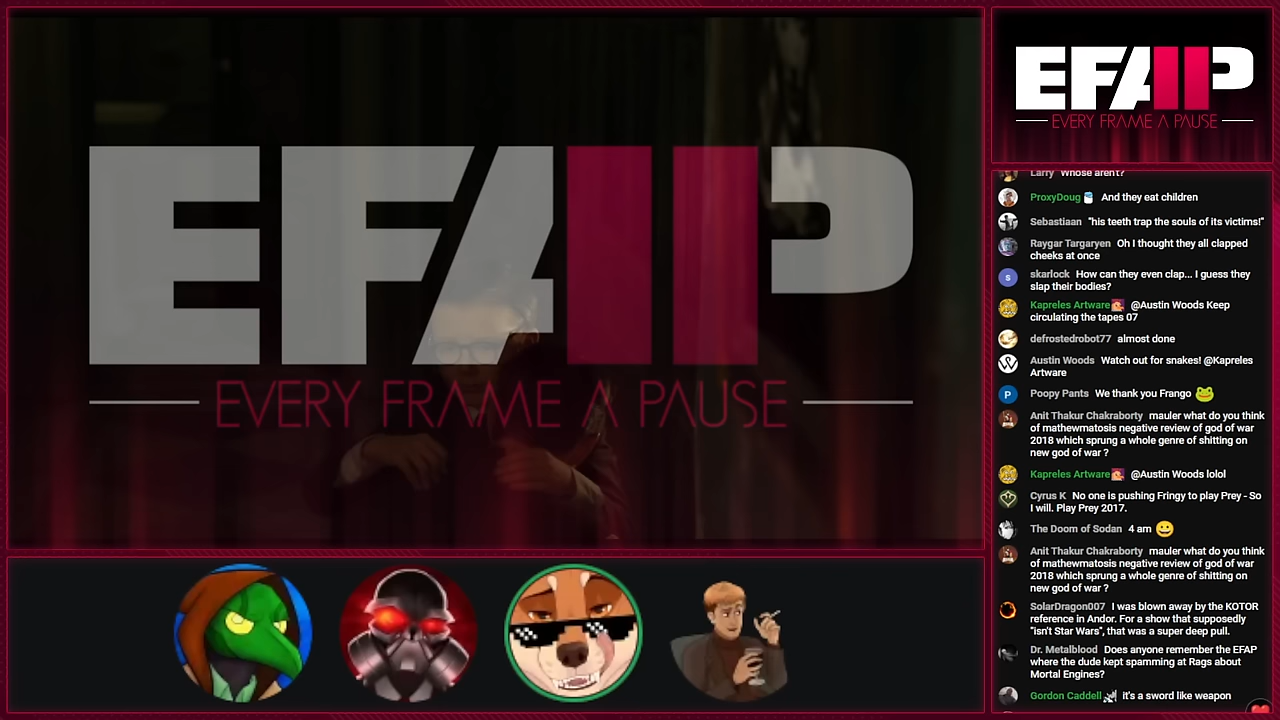 EFAP
EVERY FRAME A PAUSE
EFAP
EVERY FRAME A PAUSE
Larry Whose aren't?
ProxyDoug And they eat children
Sebastiaan "his teeth trap the souls of its victims!"
Raygar Targaryen Oh I thought they all clapped
cheeks at once
s
skarlock How can they even clap... I guess they
slap their bodies?
Kapreles Artware @Austin Woods Keep
circulating the tapes 07
defrostedrobot77 almost done
W
Austin Woods Watch out for snakes! @Kapreles
Artware
P
Poopy Pants We thank you Frango 🐸
Anit Thakur Chakraborty mauler what do you think
of mathewmatosis negative review of god of war
2018 which sprung a whole genre of shitting on
new god of war ?
Kapreles Artware @Austin Woods lolol
Cyrus K No one is pushing Fringy to play Prey - So
I will. Play Prey 2017.
The Doom of Sodan 4 am 😀
Anit Thakur Chakraborty mauler what do you think
of mathewmatosis negative review of god of war
2018 which sprung a whole genre of shitting on
new god of war ?
SolarDragon007 I was blown away by the KOTOR
reference in Andor. For a show that supposedly
"isn't Star Wars", that was a super deep pull.
Dr. Metalblood Does anyone remember the EFAP
where the dude kept spamming at Rags about
Mortal Engines?
Gordon Caddell it's a sword like weapon